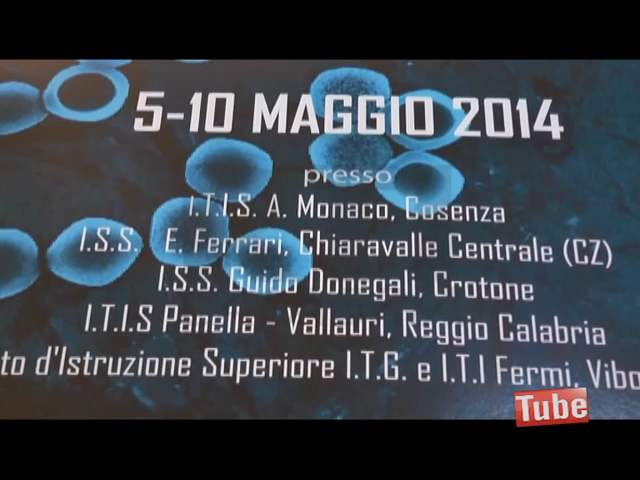 5-10 MAGGIO 2014
presso
I.T.I.S. A. Monaco, Cosenza
I.S.S. E. Ferrari, Chiaravalle Centrale (CZ)
I.S.S. Guido Donegali, Crotone
I.T.I.S Panella - Vallauri, Reggio Calabria
to d'Istruzione Superiore I.T.G. e I.T.I Fermi, Vibo
Tube